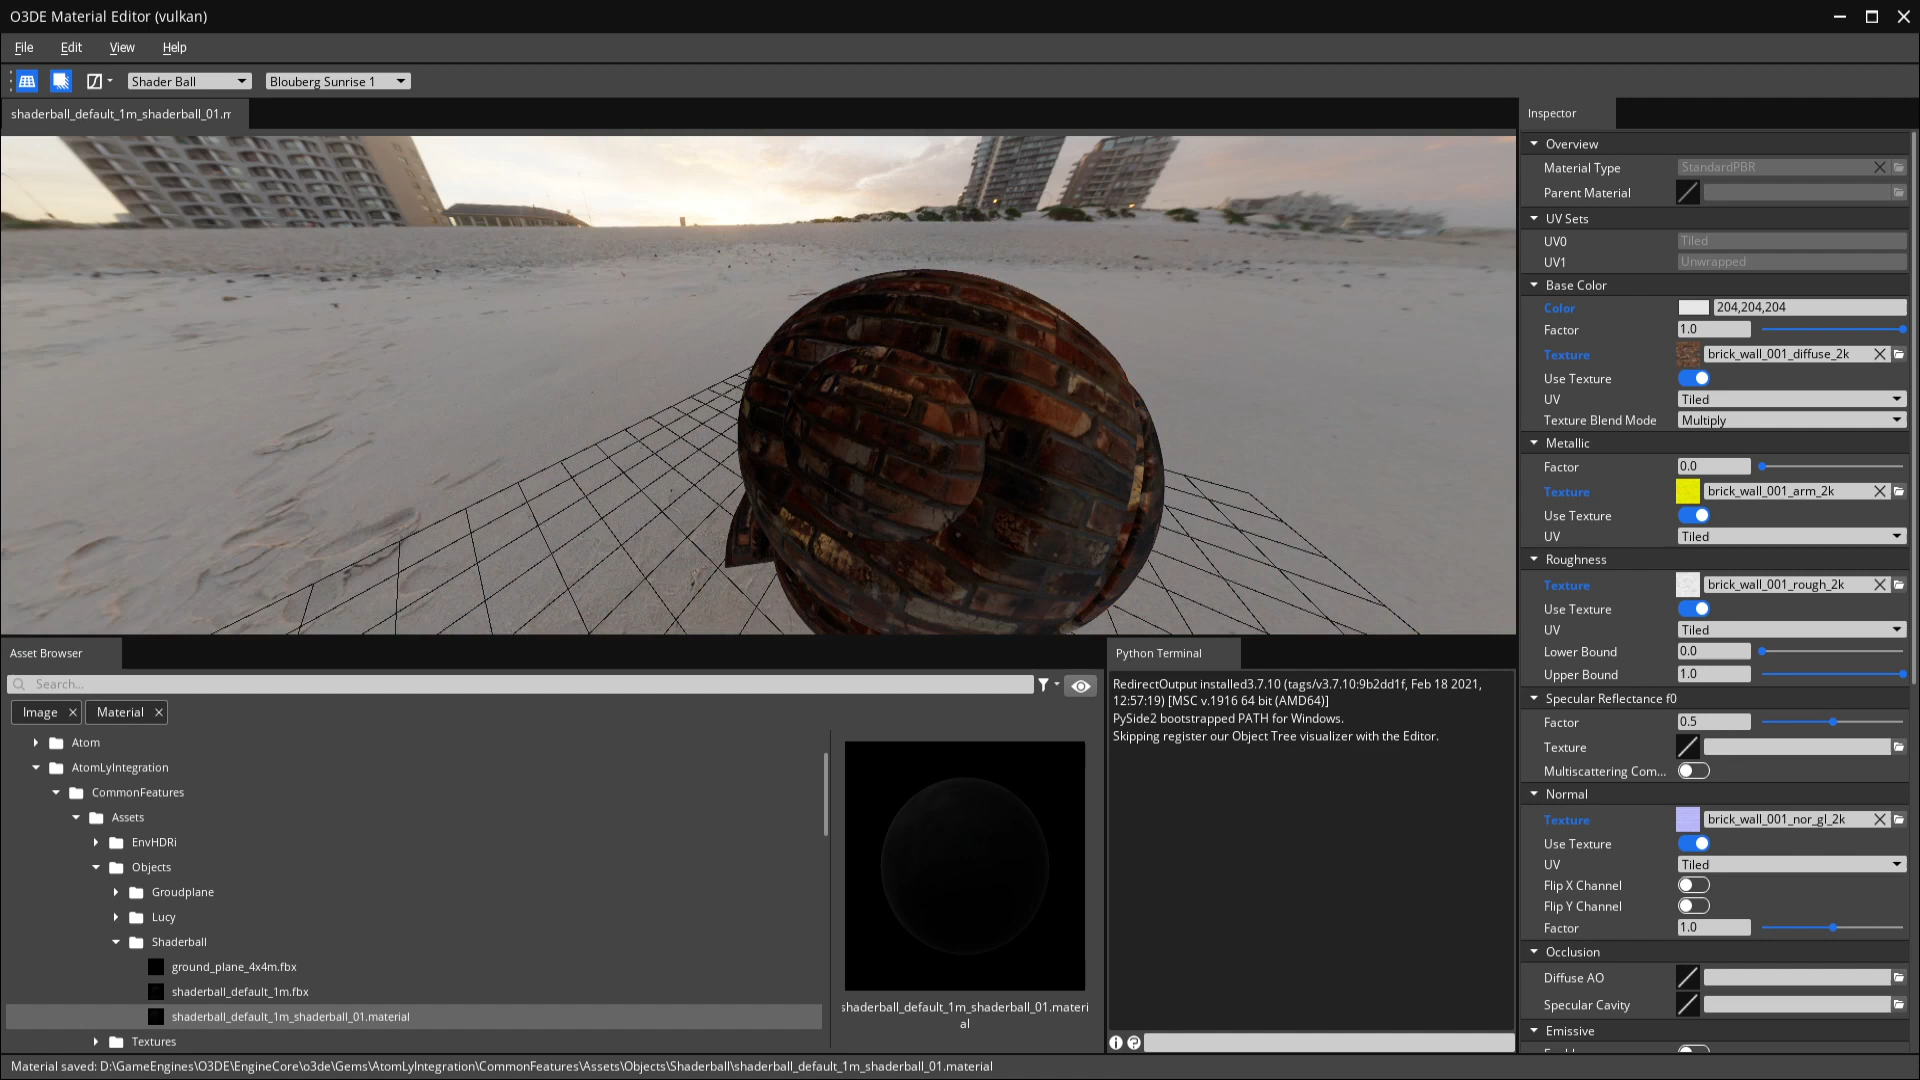 O3DE Material Editor (vulkan)
File Edit View Help
Shader Ball Blouberg Sunrise 1
shaderball_default_1m_shaderball_01.m
Inspector
Overview
Material Type StandardPBR
Parent Material
UV Sets
UV0 Tiled
UV1 Unwrapped
Base Color
Color 204,204,204
Factor 1.0
Texture brick_wall_001_diffuse_2k
Use Texture
UV Tiled
Texture Blend Mode Multiply
Metallic
Factor 0.0
Texture brick_wall_001_arm_2k
Use Texture
UV Tiled
Roughness
Texture brick_wall_001_rough_2k
Use Texture
UV Tiled
Lower Bound 0.0
Upper Bound 1.0
Specular Reflectance f0
Factor 0.5
Texture
Multiscattering Com...
Normal
Texture brick_wall_001_nor_gl_2k
Use Texture
UV Tiled
Flip X Channel
Flip Y Channel
Factor 1.0
Occlusion
Diffuse AO
Specular Cavity
Emissive
Asset Browser
Search...
Image Material
Atom
AtomLyIntegration
CommonFeatures
Assets
EnvHDRi
Objects
Groudplane
Lucy
Shaderball
ground_plane_4x4m.fbx
shaderball_default_1m.fbx
shaderball_default_1m_shaderball_01.material
Textures
shaderball_default_1m_shaderball_01.materi
al
Python Terminal
RedirectOutput installed3.7.10 (tags/v3.7.10:9b2dd1f, Feb 18 2021,
12:57:19) [MSC v.1916 64 bit (AMD64)]
PySide2 bootstrapped PATH for Windows.
Skipping register our Object Tree visualizer with the Editor.
Material saved: D:\GameEngines\O3DE\EngineCore\o3de\Gems\AtomLyIntegration\CommonFeatures\Assets\Objects\Shaderball\shaderball_default_1m_shaderball_01.material